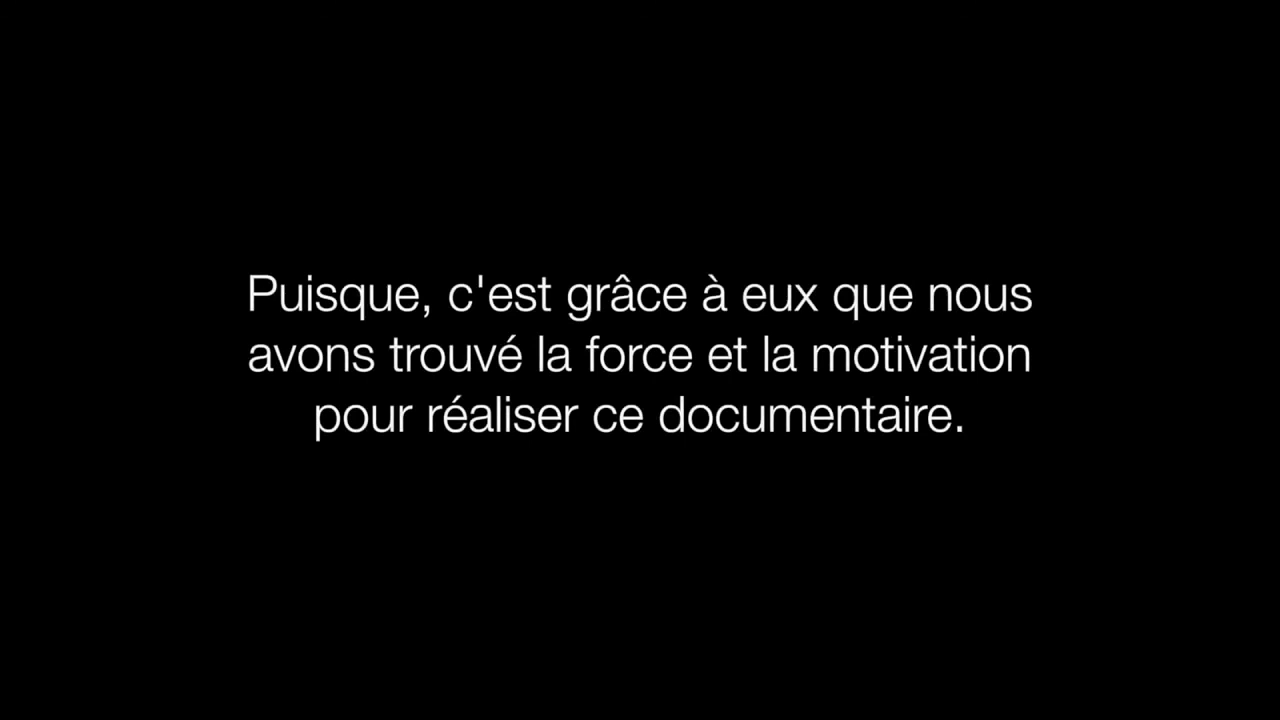 Puisque, c'est grâce à eux que nous
avons trouvé la force et la motivation
pour réaliser ce documentaire.